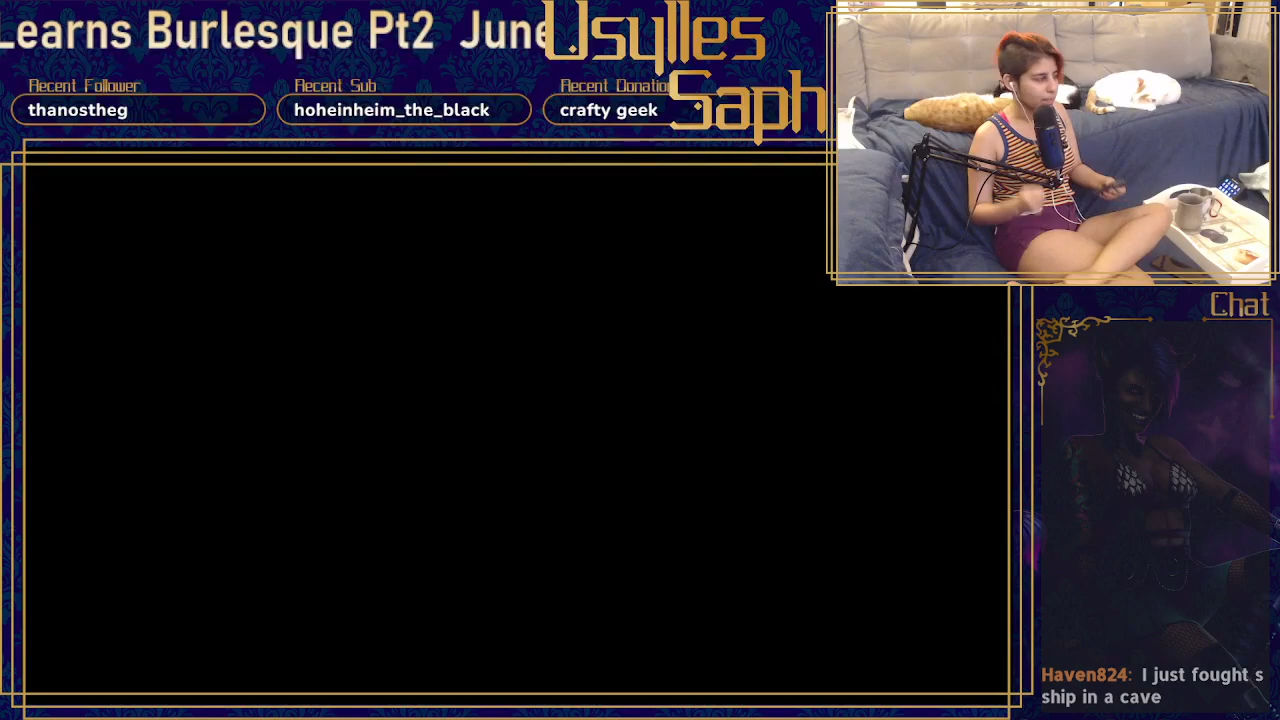 Learns Burlesque Pt2 June
Usylles
Saph
Recent Follower
thanostheg
Recent Sub
hoheinheim_the_black
Recent Donation
crafty geek
Chat
Haven824: I just fought s
ship in a cave